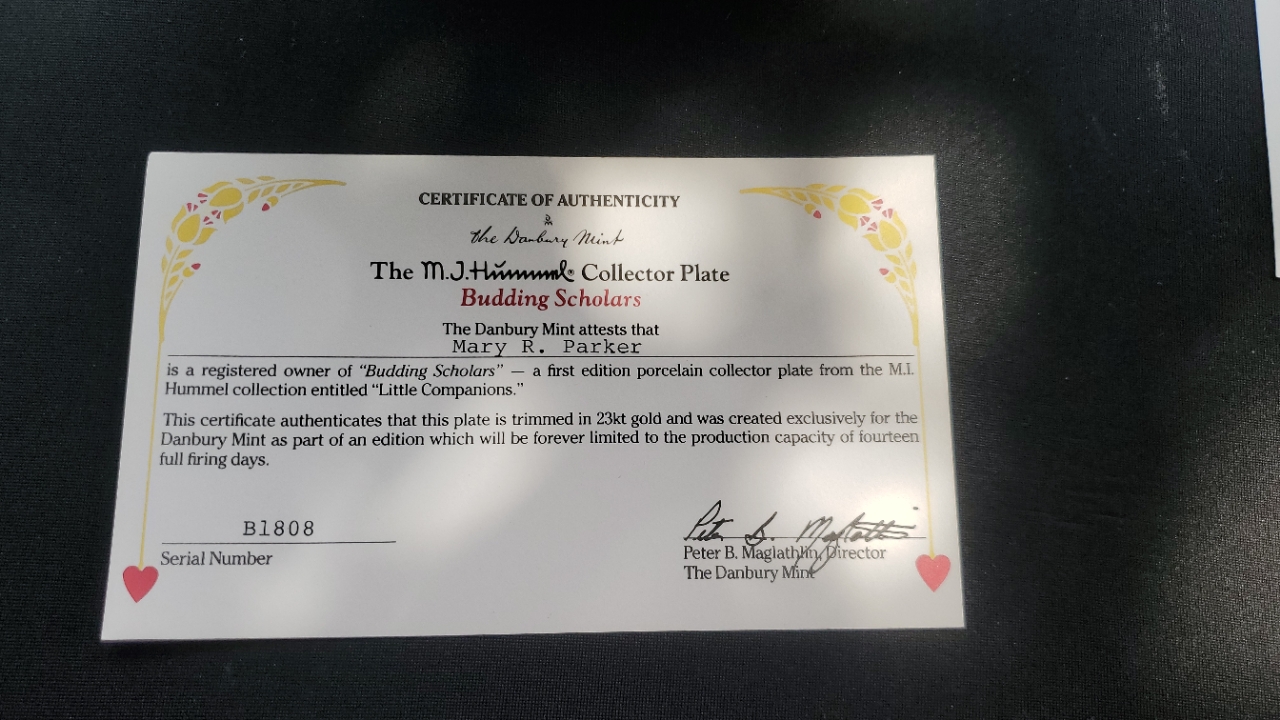 CERTIFICATE OF AUTHENTICITY
the Danbury Mint
The M.J.Hummel® Collector Plate
Budding Scholars
The Danbury Mint attests that
Mary R. Parker
is a registered owner of “Budding Scholars” — a first edition porcelain collector plate from the M.I.
Hummel collection entitled “Little Companions.”
This certificate authenticates that this plate is trimmed in 23kt gold and was created exclusively for the
Danbury Mint as part of an edition which will be forever limited to the production capacity of fourteen
full firing days.
B1808
Serial Number
Peter B. Maglathlin
Peter B. Maglathlin, Director
The Danbury Mint